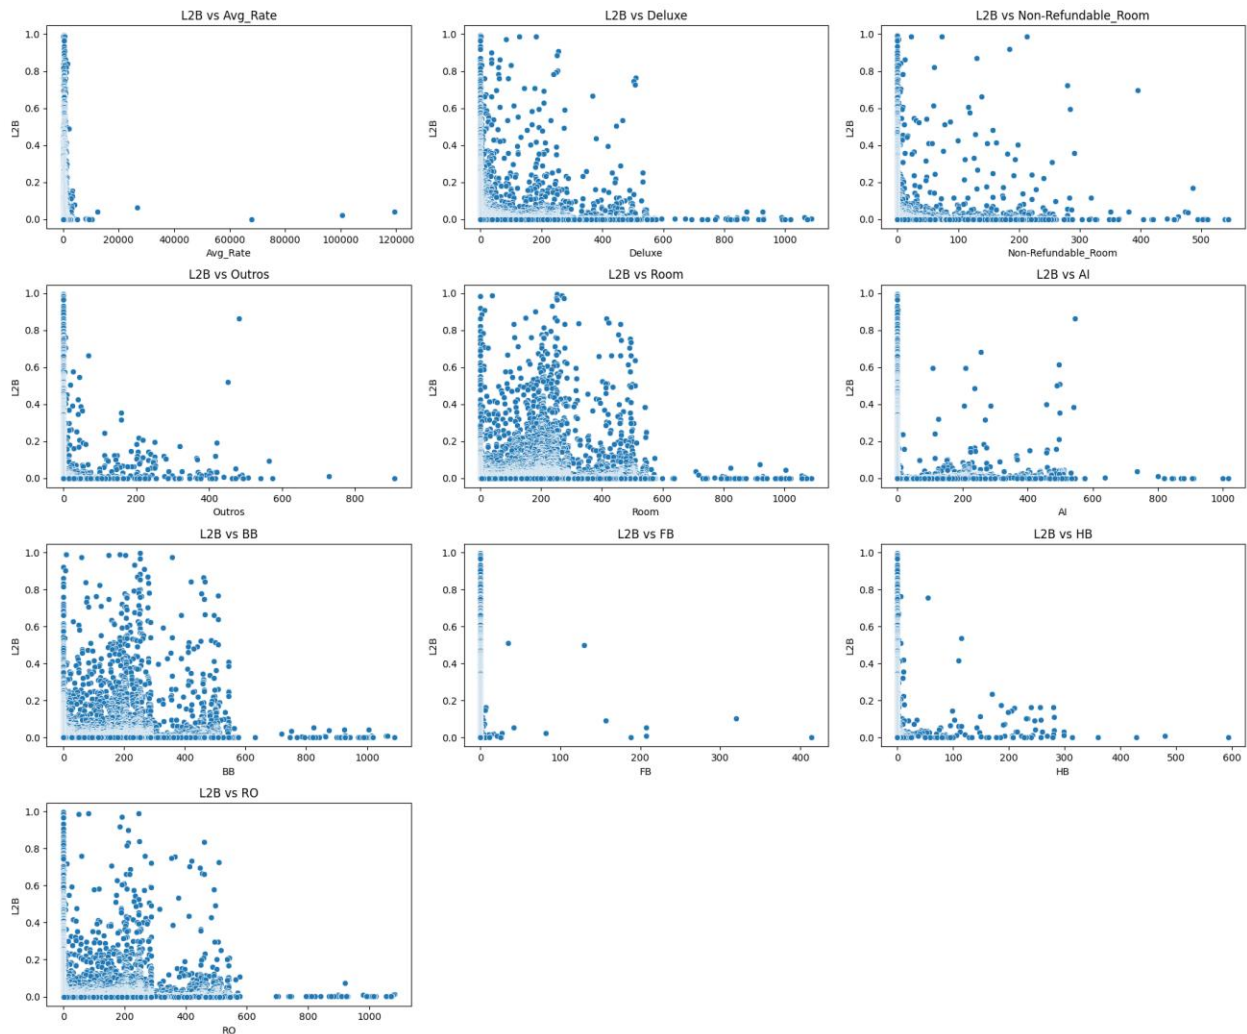 L2B vs Avg_Rate
L2B vs Deluxe
L2B vs Non-Refundable_Room
1.0
0.8
0.6
0.4
0.2
0.0
L2B
0 20000 40000 60000 80000 100000 120000
Avg_Rate
1.0
0.8
0.6
0.4
0.2
0.0
L2B
0 200 400 600 800 1000
Deluxe
1.0
0.8
0.6
0.4
0.2
0.0
L2B
0 100 200 300 400 500
Non-Refundable_Room
L2B vs Outros
L2B vs Room
L2B vs AI
1.0
0.8
0.6
0.4
0.2
0.0
L2B
0 200 400 600 800
Outros
1.0
0.8
0.6
0.4
0.2
0.0
L2B
0 200 400 600 800 1000
Room
1.0
0.8
0.6
0.4
0.2
0.0
L2B
0 200 400 600 800 1000
AI
L2B vs BB
L2B vs FB
L2B vs HB
1.0
0.8
0.6
0.4
0.2
0.0
L2B
0 200 400 600 800 1000
BB
1.0
0.8
0.6
0.4
0.2
0.0
L2B
0 100 200 300 400
FB
1.0
0.8
0.6
0.4
0.2
0.0
L2B
0 100 200 300 400 500 600
HB
L2B vs RO
1.0
0.8
0.6
0.4
0.2
0.0
L2B
0 200 400 600 800 1000
RO